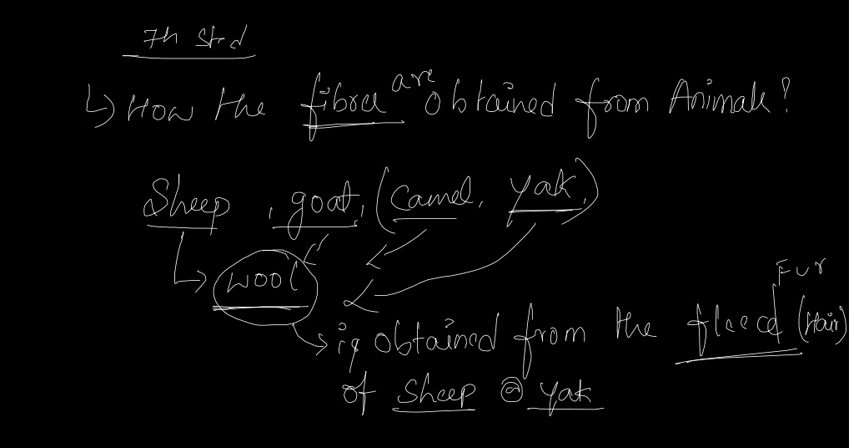 7th Std
↳ How the fibres are obtained from Animals?
Sheep, goat, (Camel, Yak,)
wool
Fur
is obtained from the fleece (Hair)
of Sheep @ Yak